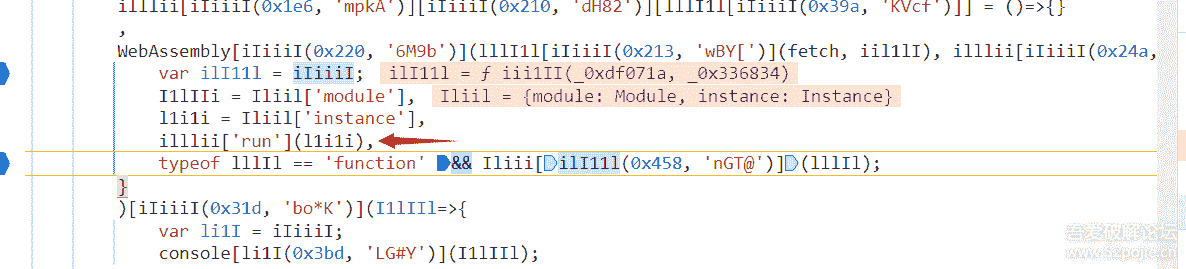 illlii[iIiiiI(0x1e6, 'mpkA')][iIiiiI(0x210, 'dH82')][lllI1l[iIiiiI(0x39a, 'KVcf')]] = ()=>{}
,
WebAssembly[iIiiiI(0x220, '6M9b')](lllI1l[iIiiiI(0x213, 'wBY[')](fetch, iil1lI), illlii[iIiiiI(0x24a,
var ilI11l = iIiiiI; ilI11l = ƒ iii1II(_0xdf071a, _0x336834)
I1lIIi = Iliil['module'], Iliil = {module: Module, instance: Instance}
l1i1i = Iliil['instance'],
illlii['run'](l1i1i),
typeof lllIl == 'function' && Iliii[ilI11l(0x458, 'nGT@')](lllIl);
}
)[iIiiiI(0x31d, 'bo*K')](I1lIIl=>{
var li1I = iIiiiI;
console[li1I(0x3bd, 'LG#Y')](I1lIIl);
吾爱破解论坛
www.52pojie.cn